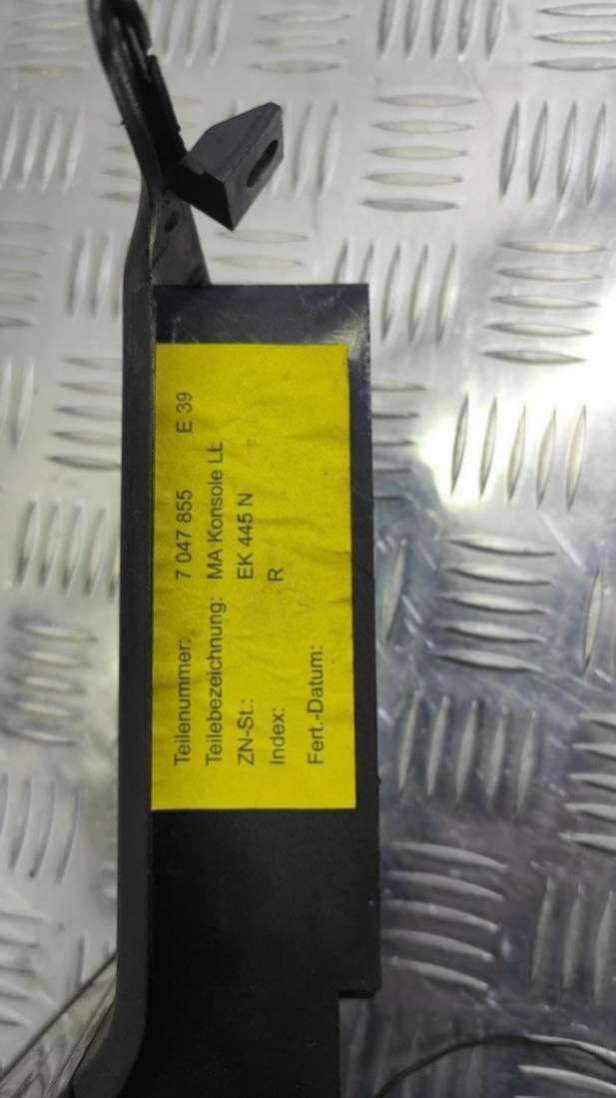 Teilenummer: 7 047 855 E 39
Teilebezeichnung: MA Konsole LL
ZN-St.: EK 445 N
Index: R
Fert.-Datum: